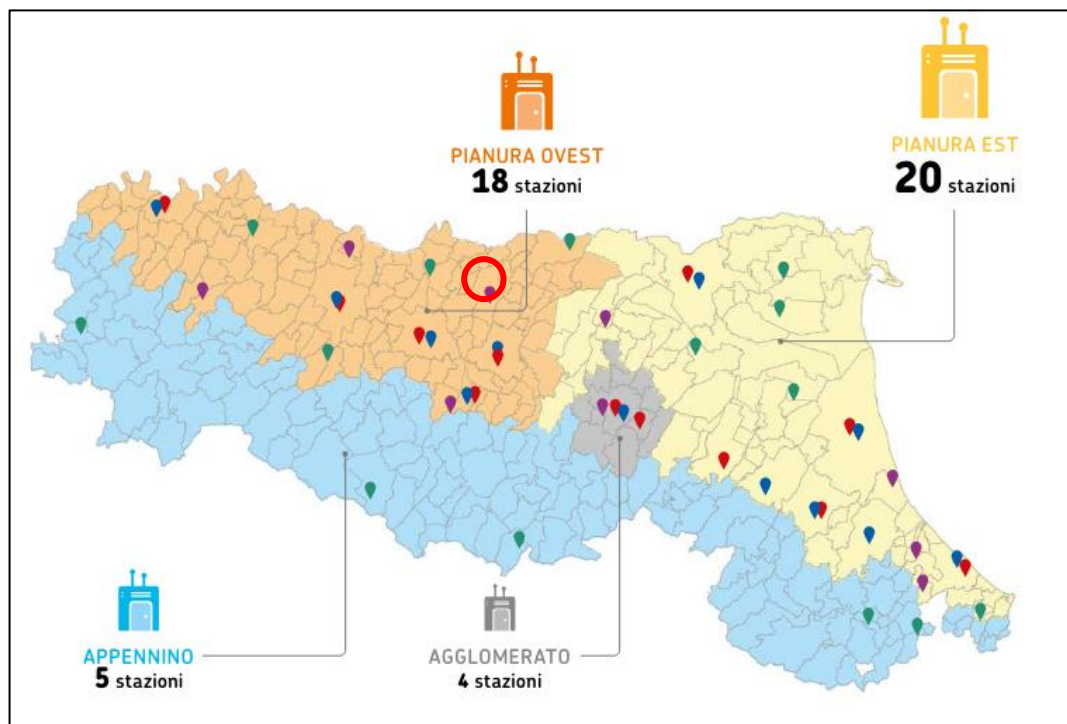 PIANURA OVEST
18 stazioni
PIANURA EST
20 stazioni
APPENNINO
5 stazioni
AGGLOMERATO
4 stazioni